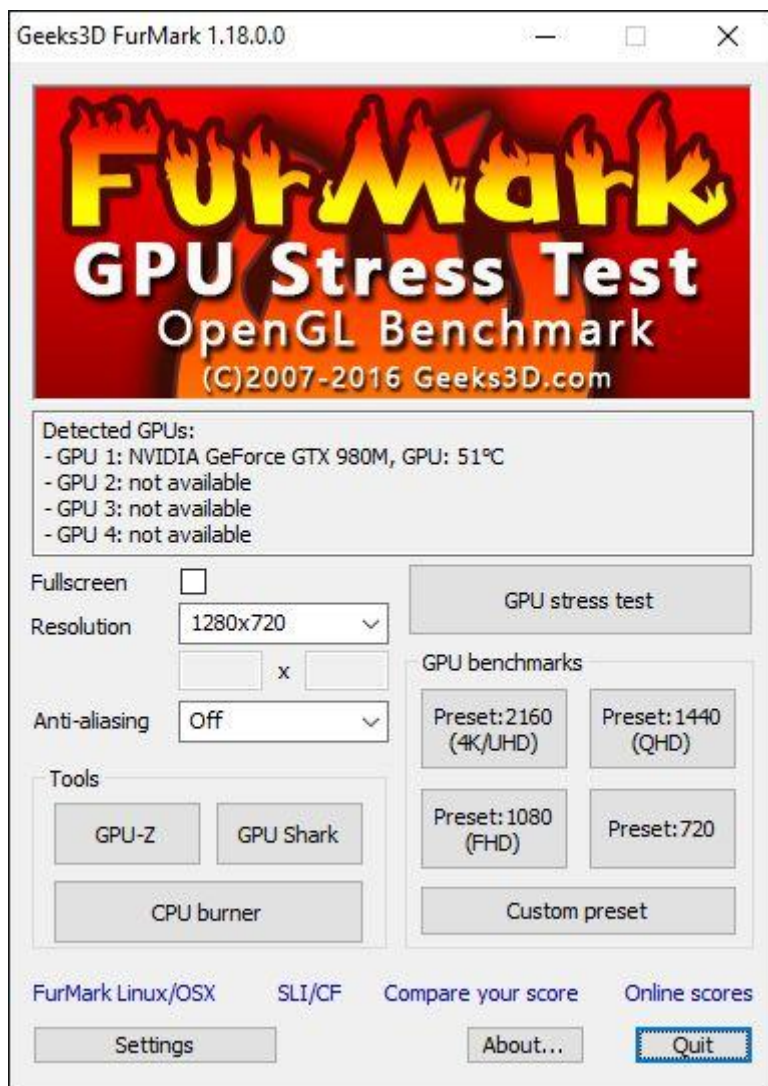 Geeks3D FurMark 1.18.0.0
FurMark
GPU Stress Test
OpenGL Benchmark
(C)2007-2016 Geeks3D.com
Detected GPUs:
- GPU 1: NVIDIA GeForce GTX 980M, GPU: 51°C
- GPU 2: not available
- GPU 3: not available
- GPU 4: not available
Fullscreen
Resolution
1280x720
x
Anti-aliasing
Off
GPU stress test
GPU benchmarks
Preset:2160
(4K/UHD)
Preset:1440
(QHD)
Preset:1080
(FHD)
Preset:720
Custom preset
Tools
GPU-Z
GPU Shark
CPU burner
FurMark Linux/OSX
SLI/CF
Compare your score
Online scores
Settings
About...
Quit